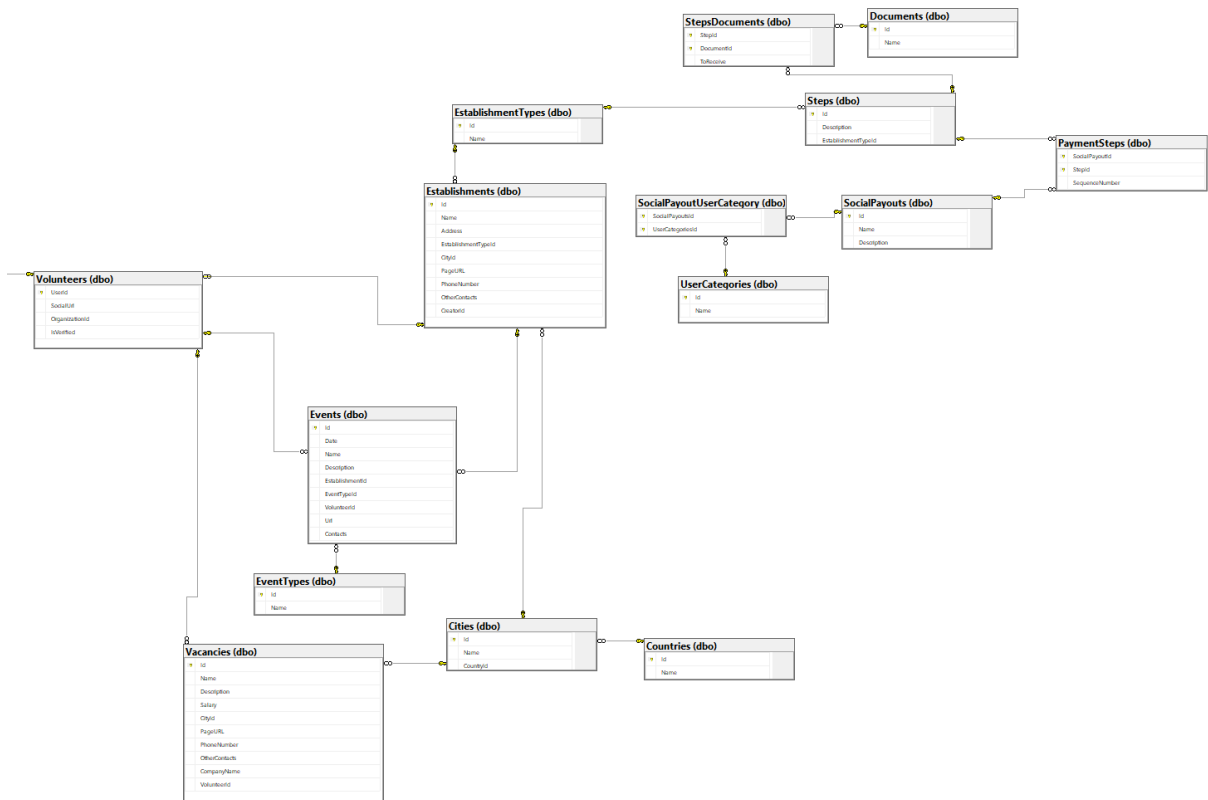 StepsDocuments (dbo)
StepId
DocumentId
ToReceive
Documents (dbo)
Id
Name
EstablishmentTypes (dbo)
Id
Name
Steps (dbo)
Id
Description
EstablishmentTypeId
PaymentSteps (dbo)
SocialPayoutId
StepId
SequenceNumber
Establishments (dbo)
Id
Name
Address
EstablishmentTypeId
CityId
PageURL
PhoneNumber
OtherContacts
CreatorId
SocialPayoutUserCategory (dbo)
SocialPayoutsId
UserCategoriesId
SocialPayouts (dbo)
Id
Name
Description
Volunteers (dbo)
UserId
SocialUrl
OrganizationId
IsVerified
UserCategories (dbo)
Id
Name
Events (dbo)
Id
Date
Name
Description
EstablishmentId
EventTypeId
VolunteerId
Url
Contacts
EventTypes (dbo)
Id
Name
Cities (dbo)
Id
Name
CountryId
Countries (dbo)
Id
Name
Vacancies (dbo)
Id
Name
Description
Salary
CityId
PageURL
PhoneNumber
OtherContacts
CompanyName
VolunteerId